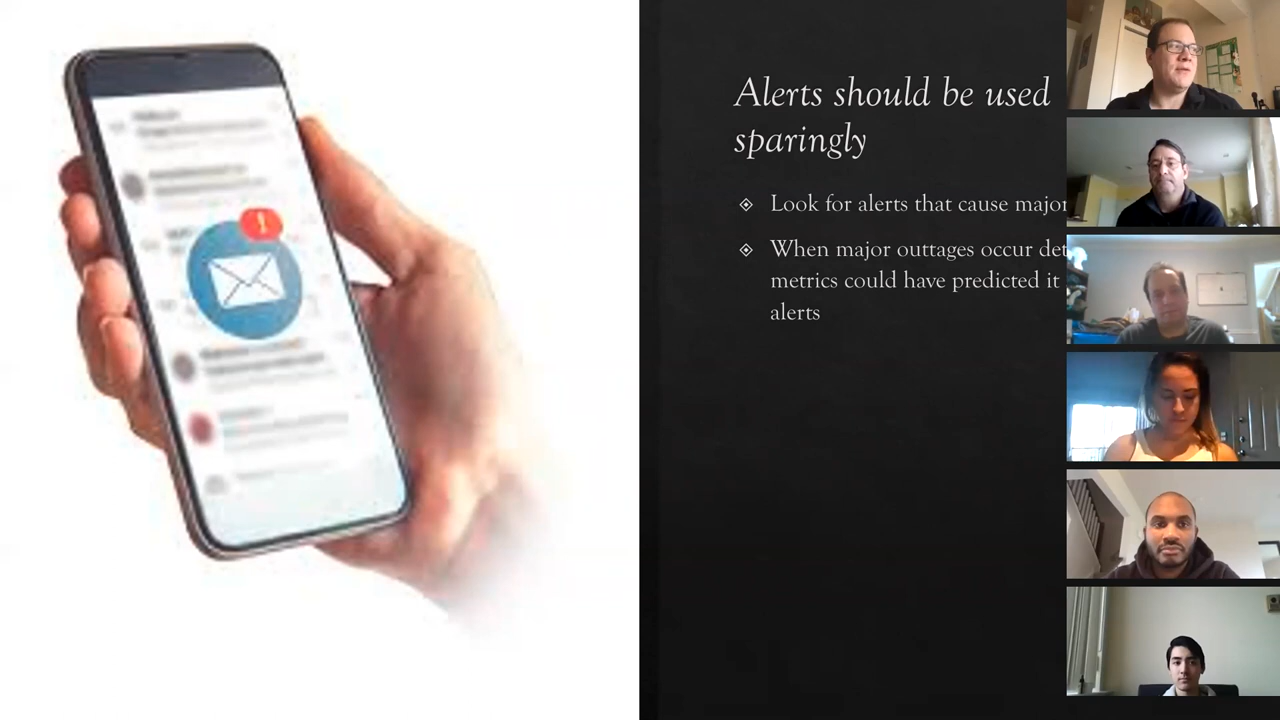 Alerts should be used
sparingly
Look for alerts that cause major
When major outtages occur det
metrics could have predicted it
alerts